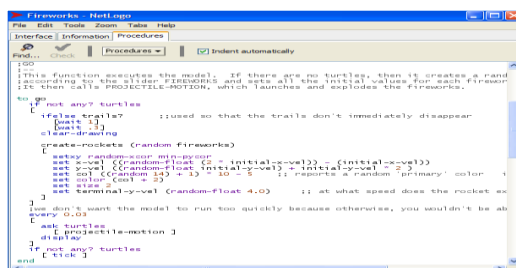 Fireworks - NetLogo
File Edit Tools Zoom Tabs Help
Interface Information Procedures
Find... Check Procedures Indent automatically
;GO
;--
;This function executes the model. If there are no turtles, then it creates a rand
;according to the slider FIREWORKS and sets all the initial values for each firewor
;It then calls PROJECTILE-MOTION, which launches and explodes the fireworks.
to go
if not any? turtles
[
ifelse trails? ;;used so that the trails don't immediately disappear
[wait 1]
[wait .3]
clear-drawing
create-rockets (random fireworks)
[
setxy random-xcor min-pycor
set x-vel ((random-float (2 * initial-x-vel)) - (initial-x-vel))
set y-vel ((random-float initial-y-vel) + initial-y-vel * 2 )
set col ((random 14) + 1) * 10 - 5 ;; reports a random 'primary' color i
set color (col + 2)
set size 2
set terminal-y-vel (random-float 4.0) ;; at what speed does the rocket ex
]
]
;we don't want the model to run too quickly because otherwise, you wouldn't be ab
every 0.03
[
ask turtles
[ projectile-motion ]
display
]
if not any? turtles
[ tick ]
end